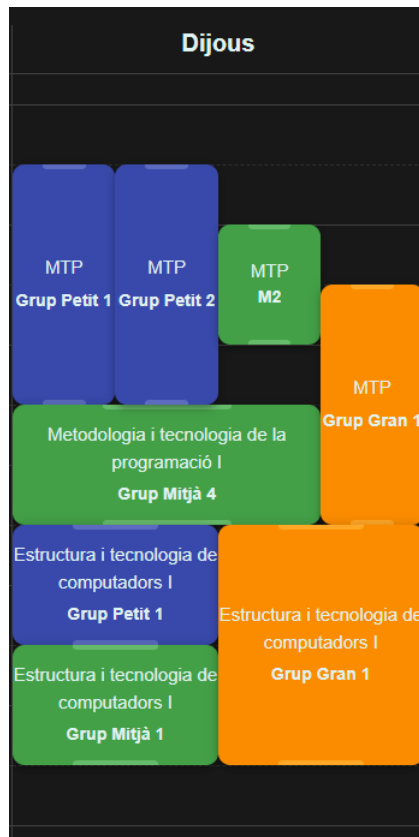 Dijous
MTP
Grup Petit 1
MTP
Grup Petit 2
MTP
M2
MTP
Grup Gran 1
Metodologia i tecnologia de la
programació I
Grup Mitjà 4
Estructura i tecnologia de
computadors I
Grup Petit 1
Estructura i tecnologia de
computadors I
Grup Gran 1
Estructura i tecnologia de
computadors I
Grup Mitjà 1